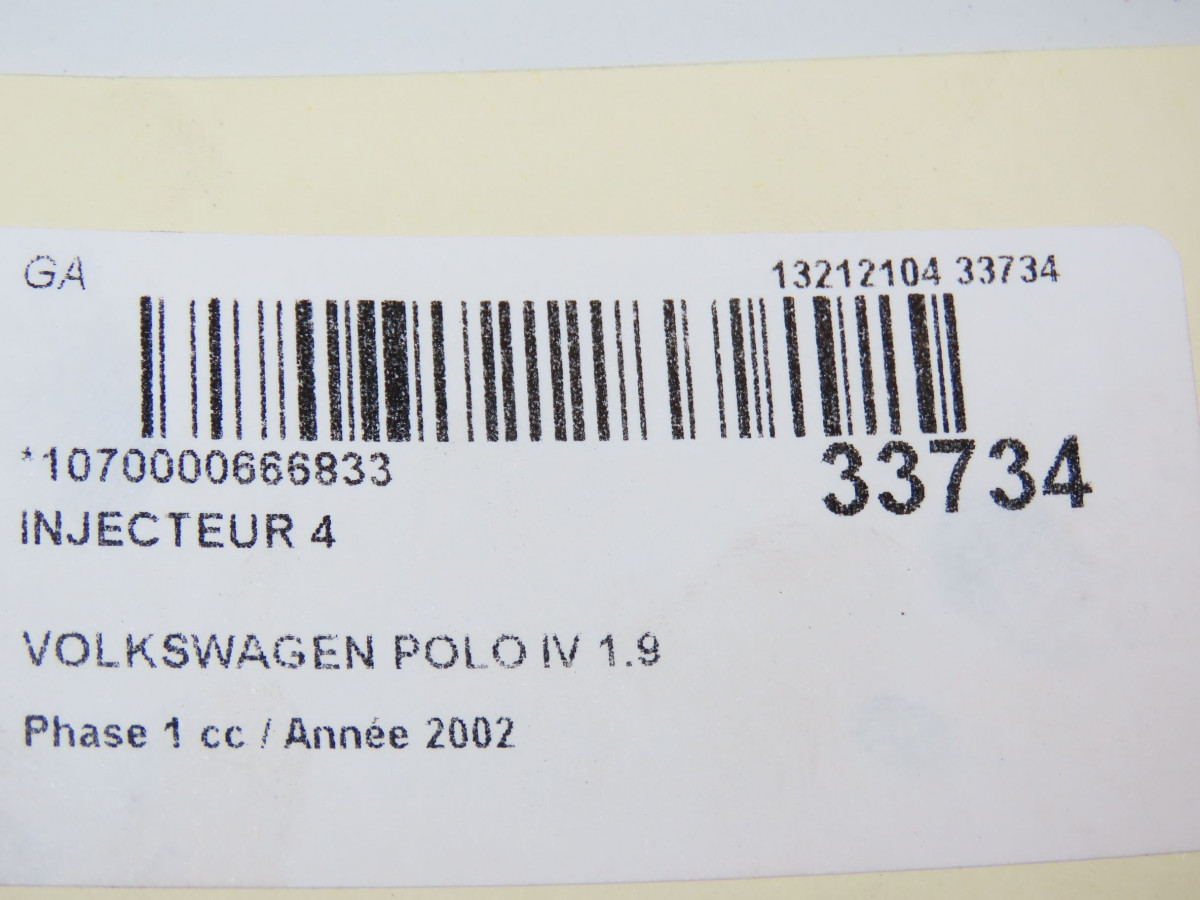 GA 13212104 33734
*1070000666833
33734
INJECTEUR 4
VOLKSWAGEN POLO IV 1.9
Phase 1 cc / Année 2002